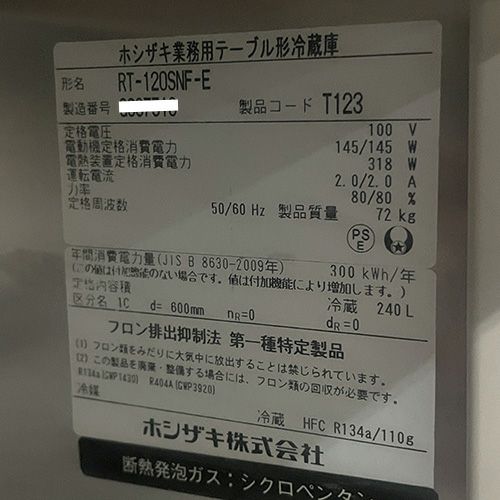 ホシザキ業務用テーブル形冷蔵庫
形名 RT-120SNF-E
製造番号 製品コード T123
定格電圧 100 V
電動機定格消費電力 145/145 W
電熱装置定格消費電力 318 W
運転電流 2.0/2.0 A
力率 80/80 %
定格周波数 50/60 Hz 製品質量 72 kg
PSE
年間消費電力量(JIS B 8630-2009年) 300 kWh/年
(この値は付加機能のない場合です。値は付加機能により増加します。)
定格内容積 冷蔵 240L
区分名 1C d= 600mm nR=0 dR=0
フロン排出抑制法 第一種特定製品
(1) フロン類をみだりに大気中に放出することは禁じられています。
(2) この製品を廃棄・整備する場合には、フロン類の回収が必要です。
R134a(GWP1430) R404A(GWP3920)
冷媒 冷蔵 HFC R134a/110g
ホシザキ株式会社
断熱発泡ガス:シクロペンタン